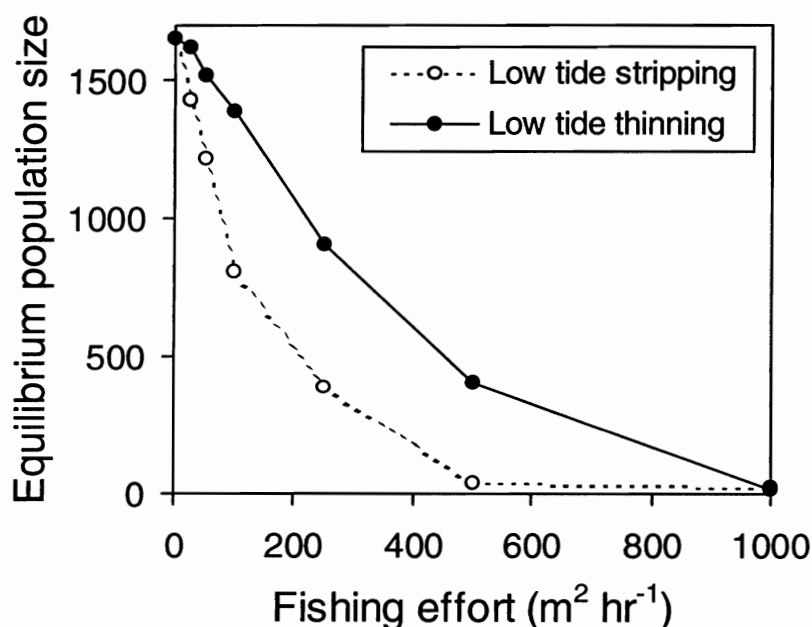 Equilibrium population size
1500
1000
500
0
Low tide stripping
Low tide thinning
0 200 400 600 800 1000
Fishing effort (m² hr⁻¹)